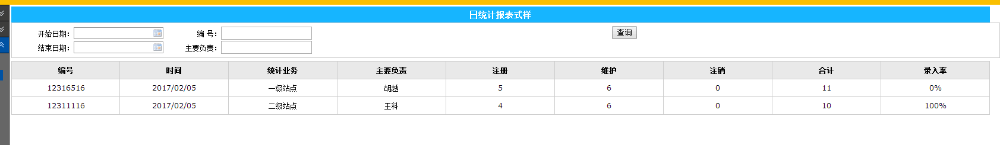 日统计报表式样
开始日期： 编 号： 查询
结束日期： 主要负责：
编号 时间 统计业务 主要负责 注册 维护 注销 合计 录入率
12316516 2017/02/05 一级站点 胡越 5 6 0 11 0%
12311116 2017/02/05 二级站点 王科 4 6 0 10 100%